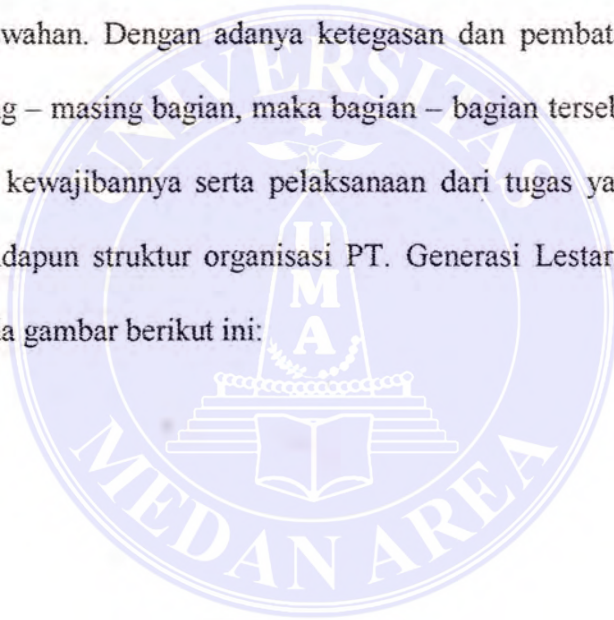 wahan. Dengan adanya ketegasan dan pembat
g – masing bagian, maka bagian – bagian terseb
kewajibannya serta pelaksanaan dari tugas ya
dapun struktur organisasi PT. Generasi Lestar
la gambar berikut ini:
UNIVERSITAS
UMA
MEDAN AREA